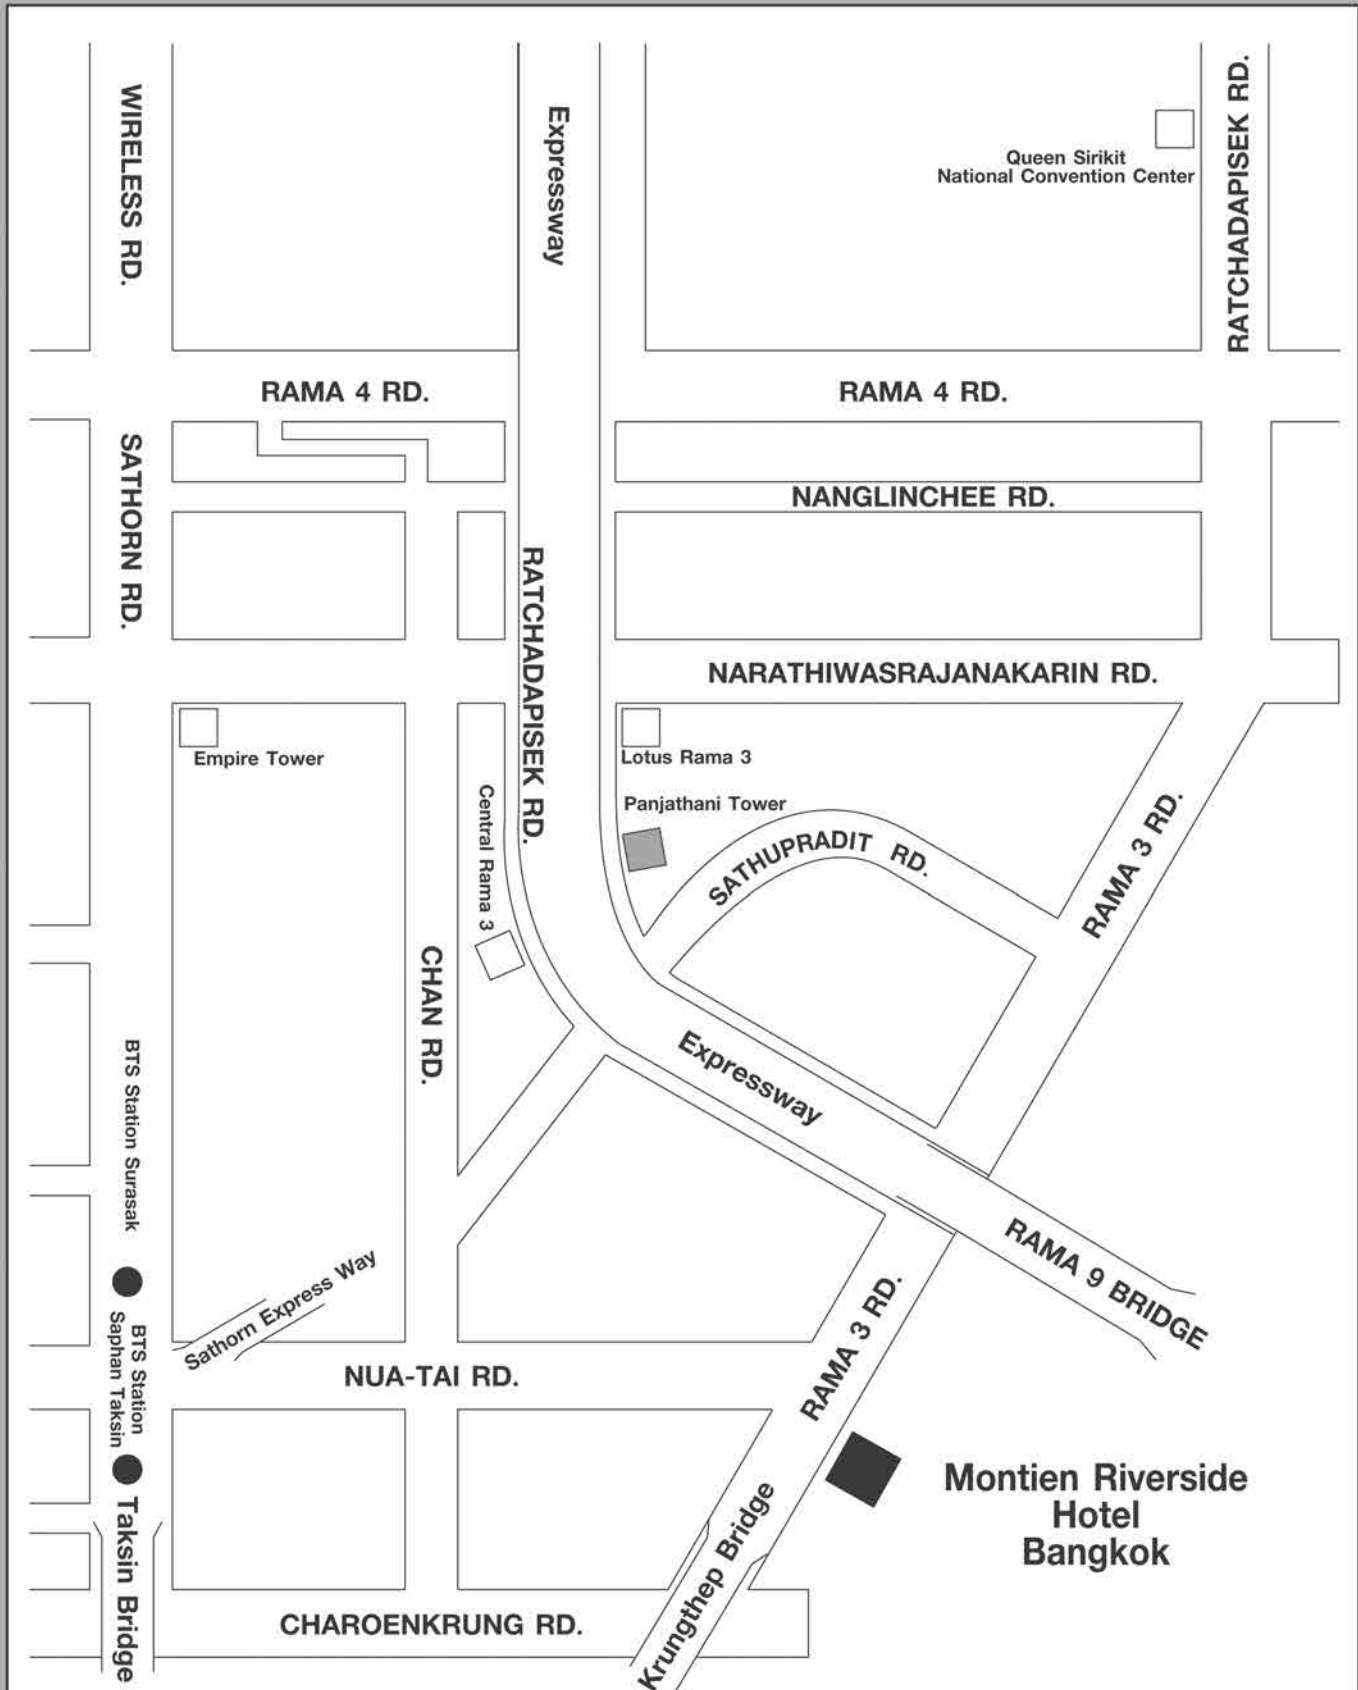 WIRELESS RD.
Expressway
RATCHADAPISEK RD.
Queen Sirikit
National Convention Center
RAMA 4 RD.
RAMA 4 RD.
SATHORN RD.
NANGLINCHEE RD.
RATCHADAPISEK RD.
NARATHIWASRAJANAKARIN RD.
Empire Tower
Lotus Rama 3
Central Rama 3
Panjathani Tower
SATHUPRADIT RD.
RAMA 3 RD.
CHAN RD.
BTS Station Surasak
Expressway
RAMA 9 BRIDGE
Sathorn Express Way
RAMA 3 RD.
BTS Station
Saphan Taksin
NUA-TAI RD.
Montien Riverside
Hotel
Bangkok
Taksin Bridge
Krungthep Bridge
CHAROENKRUNG RD.